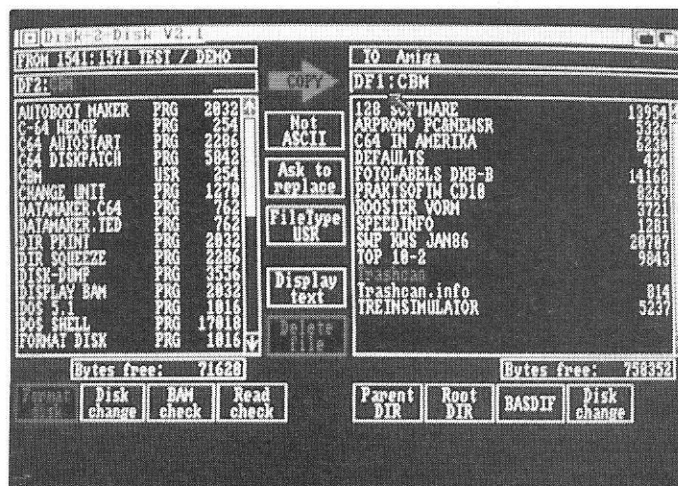 Disk-2-Disk V2.1
FROM 1541:1571 TEST / DEMO
DF2:
AUTOBOOT MAKER PRG 2032
C-64 WEDGE PRG 254
C64 AUTOSTART PRG 2286
C64 DISKPATCH PRG 5842
CBM USR 254
CHANGE UNIT PRG 1270
DATAMAKER.C64 PRG 762
DATAMAKER.TED PRG 762
DIR PRINT PRG 2032
DIR SQUEEZE PRG 2286
DISK-DUMP PRG 3556
DISPLAY BAM PRG 2032
DOS 5.1 PRG 1016
DOS SHELL PRG 17018
FORMAT DISK PRG 1016
Bytes free: 71628
Format disk
Disk change
BAM check
Read check
COPY
Not ASCII
Ask to replace
FileType USR
Display text
Delete file
TO Amiga
DF1:CBM
128 SOFTWARE 13954
ARPROMO PC&NEWSR 5326
C64 IN AMERIKA 6230
DEFAULTS 424
FOTOLABELS DKB-B 14168
PRAKTSOFTW CD10 8269
ROOSTER VORM 3721
SPEEDINFO 1281
SWP KWS JAN86 20787
TOP 10-2 9843
Trashcan
Trashcan.info 814
TREINSIMULATOR 5237
Bytes free: 758352
Parent DIR
Root DIR
BASDIF
Disk change